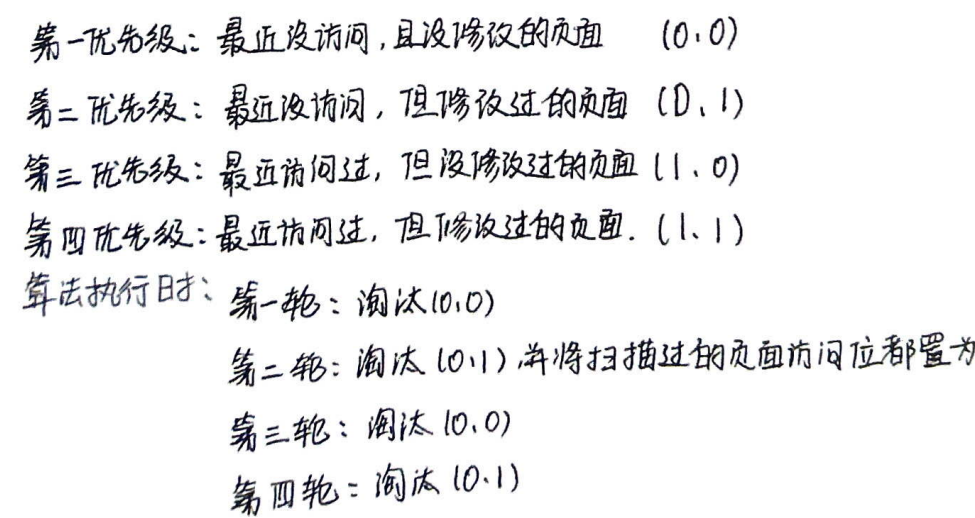 第一优先级：最近没访问，且没修改的页面 (0、0)
第二优先级：最近没访问，但修改过的页面 (0、1)
第三优先级：最近访问过，但没修改过的页面 (1、0)
第四优先级：最近访问过，但修改过的页面. (1、1)
算法执行时：
第一轮：淘汰(0,0)
第二轮：淘汰(0,1)，并将扫描过的页面访问位都置为
第三轮：淘汰(0,0)
第四轮：淘汰(0,1)